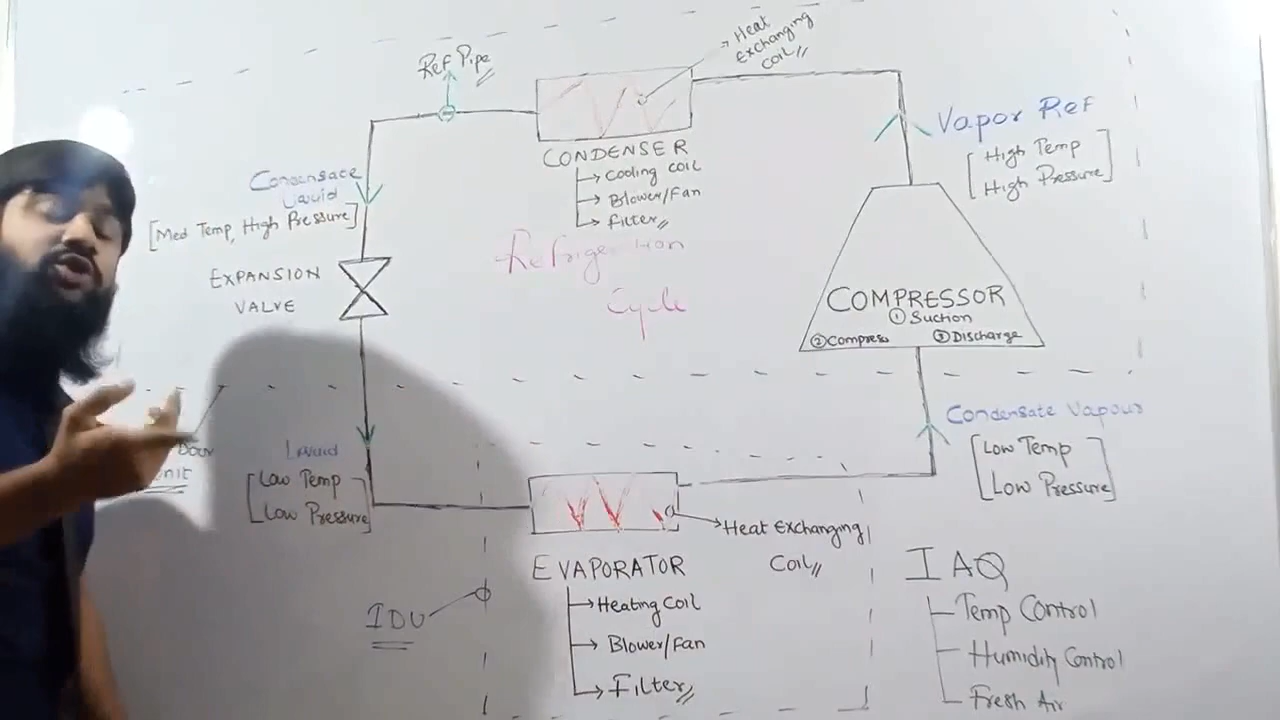 Ref Pipe
Heat
Exchanging
Coil
CONDENSER
Cooling Coil
Blower/Fan
Filter
Vapor Ref
High Temp
High Pressure
Condensate
Liquid
[Med Temp, High Pressure]
EXPANSION
VALVE
Refrigeration
Cycle
COMPRESSOR
① Suction
② Compress
③ Discharge
Door
Unit
Liquid
Low Temp
Low Pressure
Condensate Vapour
Low Temp
Low Pressure
Heat Exchanging
Coil
EVAPORATOR
Heating Coil
Blower/Fan
Filter
IDU
IAQ
Temp Control
Humidity Control
Fresh Air